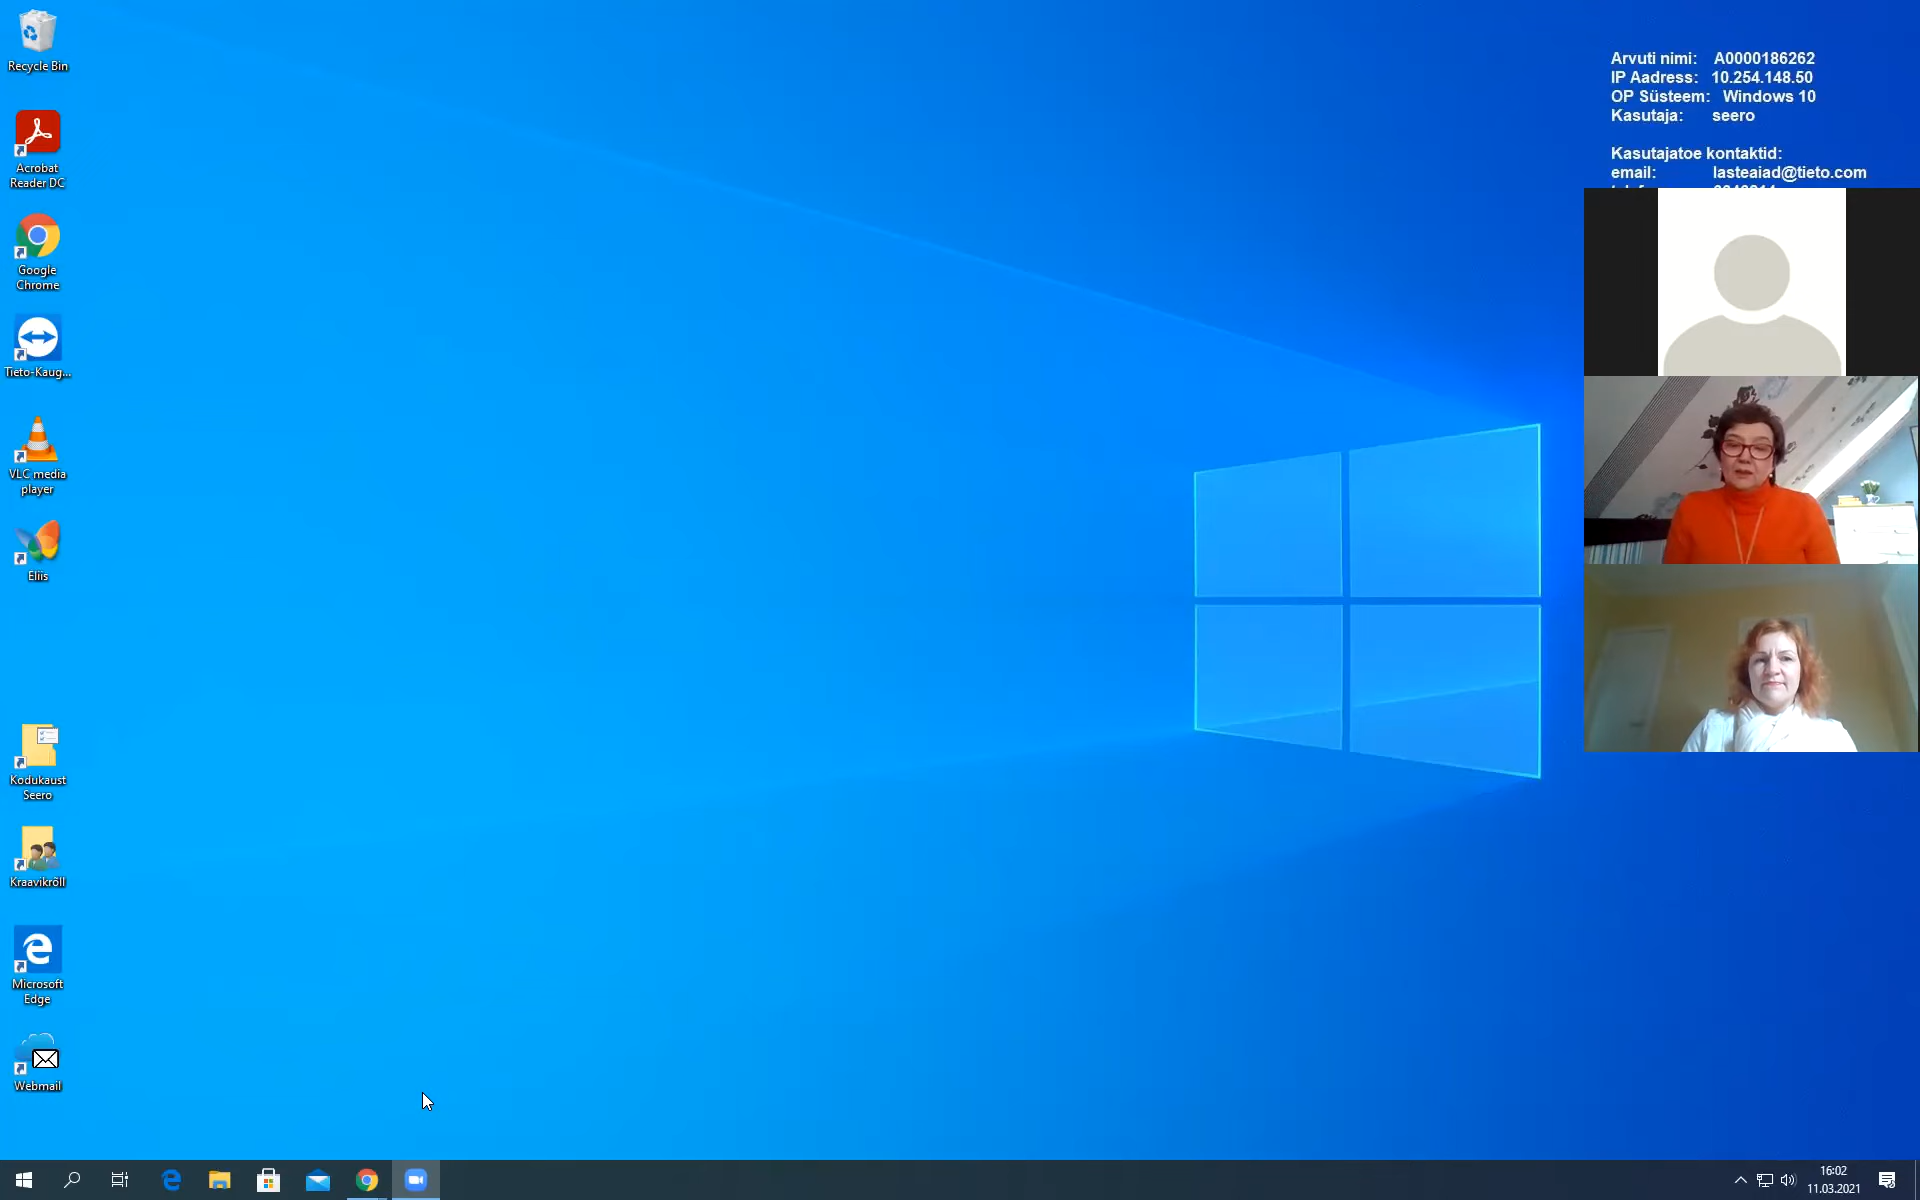 Recycle Bin
Acrobat
Reader DC
Google
Chrome
Tieto-Kaug...
VLC media
player
Eliis
Kodukaust
Seero
Kraavikrõll
Microsoft
Edge
Webmail
Arvuti nimi: A0000186262
IP Aadress: 10.254.148.50
OP Süsteem: Windows 10
Kasutaja: seero
Kasutajatoe kontaktid:
email: lasteaiad@tieto.com
16:02
11.03.2021